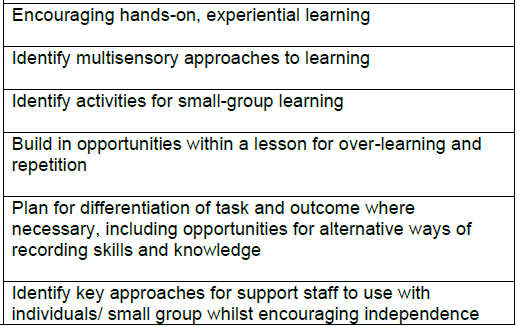 Encouraging hands-on, experiential learning
Identify multisensory approaches to learning
Identify activities for small-group learning
Build in opportunities within a lesson for over-learning and
repetition
Plan for differentiation of task and outcome where
necessary, including opportunities for alternative ways of
recording skills and knowledge
Identify key approaches for support staff to use with
individuals/ small group whilst encouraging independence